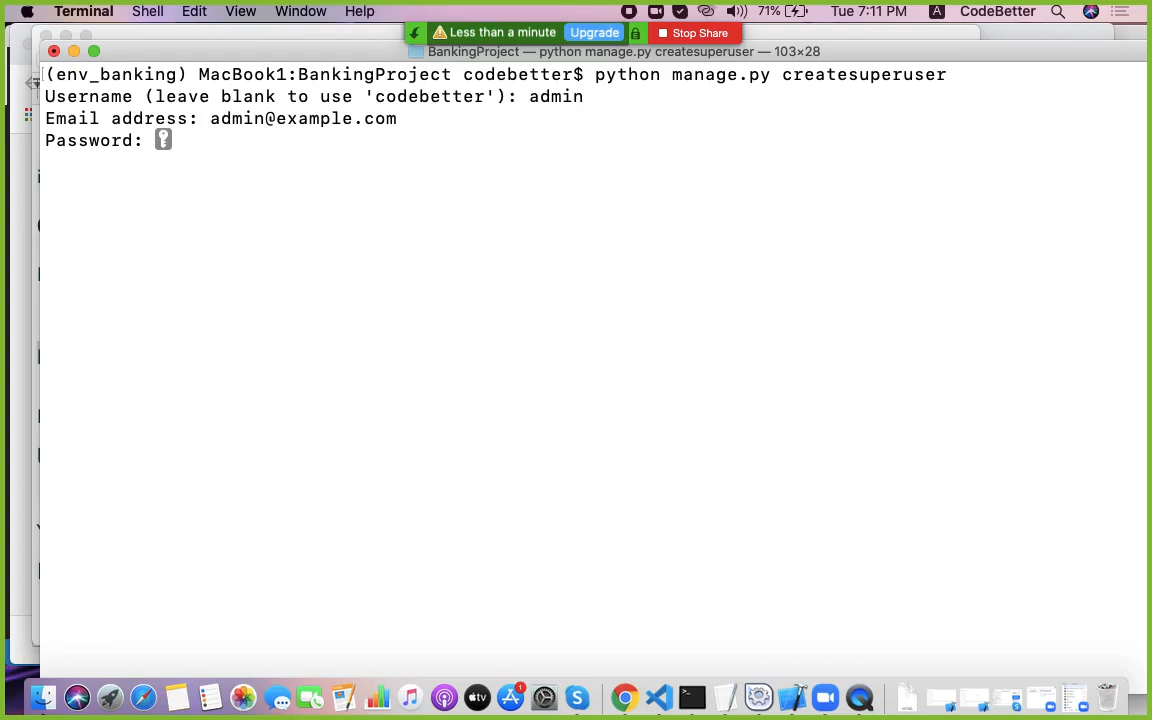 Terminal Shell Edit View Window Help 71% Tue 7:11 PM A CodeBetter
Less than a minute Upgrade Stop Share
BankingProject — python manage.py createsuperuser — 103×28
(env_banking) MacBook1:BankingProject codebetter$ python manage.py createsuperuser
Username (leave blank to use 'codebetter'): admin
Email address: admin@example.com
Password:
tv 1